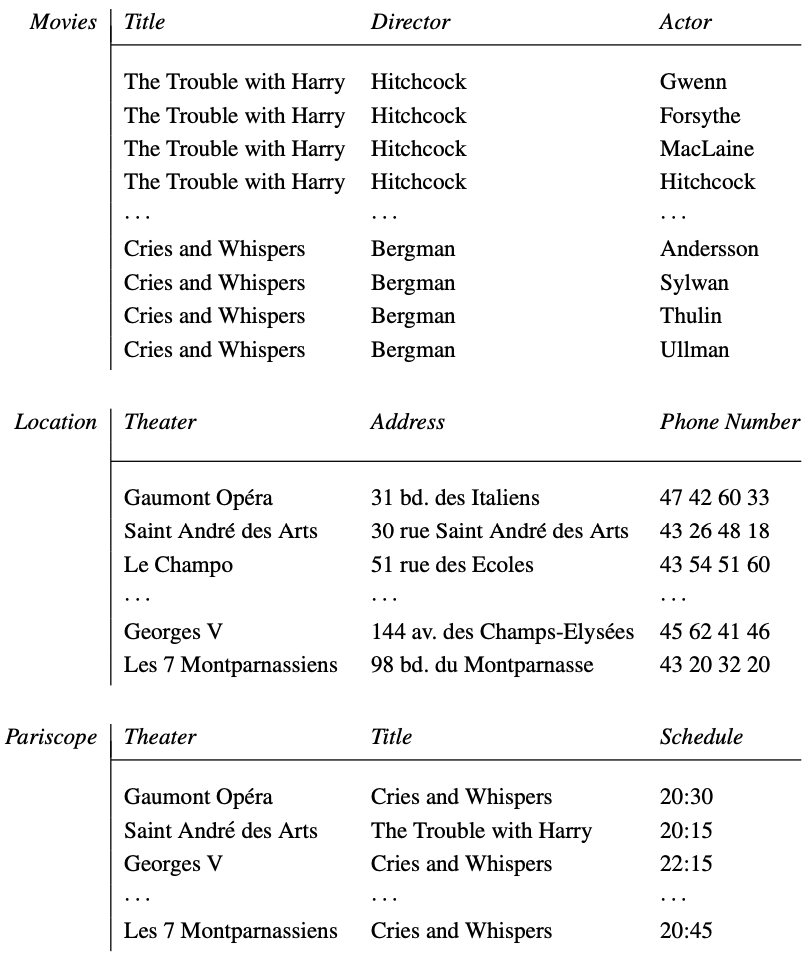 Movies Title Director Actor
The Trouble with Harry Hitchcock Gwenn
The Trouble with Harry Hitchcock Forsythe
The Trouble with Harry Hitchcock MacLaine
The Trouble with Harry Hitchcock Hitchcock
. . . . . . . . .
Cries and Whispers Bergman Andersson
Cries and Whispers Bergman Sylwan
Cries and Whispers Bergman Thulin
Cries and Whispers Bergman Ullman
Location Theater Address Phone Number
Gaumont Opéra 31 bd. des Italiens 47 42 60 33
Saint André des Arts 30 rue Saint André des Arts 43 26 48 18
Le Champo 51 rue des Ecoles 43 54 51 60
. . . . . . . . .
Georges V 144 av. des Champs-Elysées 45 62 41 46
Les 7 Montparnassiens 98 bd. du Montparnasse 43 20 32 20
Pariscope Theater Title Schedule
Gaumont Opéra Cries and Whispers 20:30
Saint André des Arts The Trouble with Harry 20:15
Georges V Cries and Whispers 22:15
. . . . . . . . .
Les 7 Montparnassiens Cries and Whispers 20:45